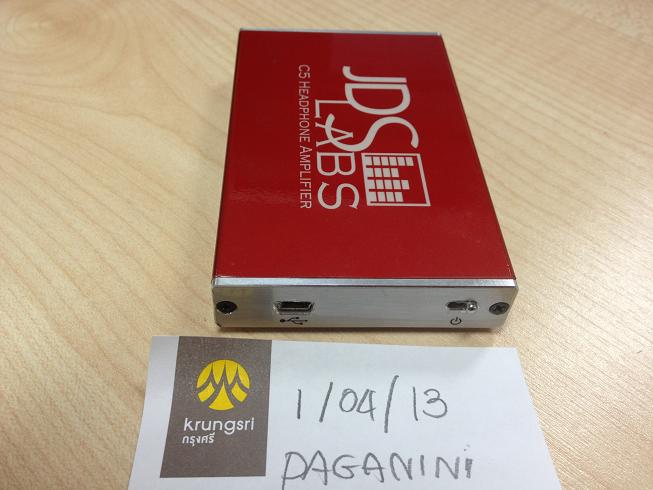 JDS
LABS
C5 HEADPHONE AMPLIFIER
krungsri
กรุงศรี
1/04/13
PAGANINI